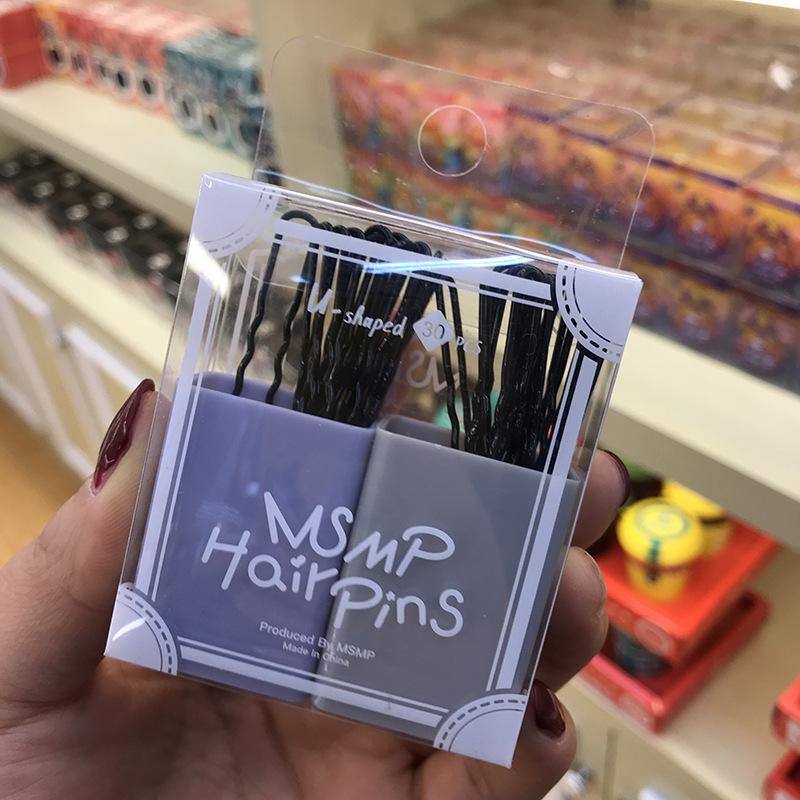 U-shaped 30 PCS
MSMP
HairPins
Produced By MSMP
Made In China